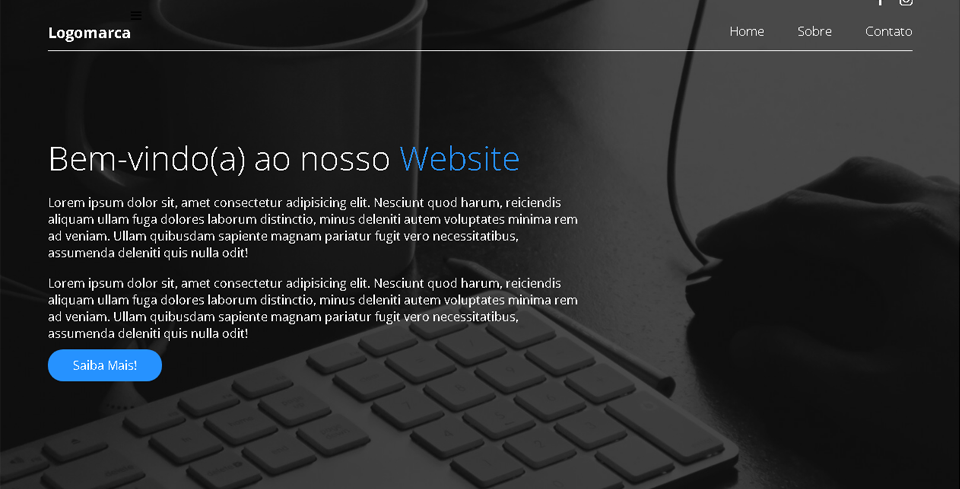 Logomarca
Home Sobre Contato
Bem-vindo(a) ao nosso Website
Lorem ipsum dolor sit, amet consectetur adipisicing elit. Nesciunt quod harum, reiciendis
aliquam ullam fuga dolores laborum distinctio, minus deleniti autem voluptates minima rem
ad veniam. Ullam quibusdam sapiente magnam pariatur fugit vero necessitatibus,
assumenda deleniti quis nulla odit!
Lorem ipsum dolor sit, amet consectetur adipisicing elit. Nesciunt quod harum, reiciendis
aliquam ullam fuga dolores laborum distinctio, minus deleniti autem voluptates minima rem
ad veniam. Ullam quibusdam sapiente magnam pariatur fugit vero necessitatibus,
assumenda deleniti quis nulla odit!
Saiba Mais!